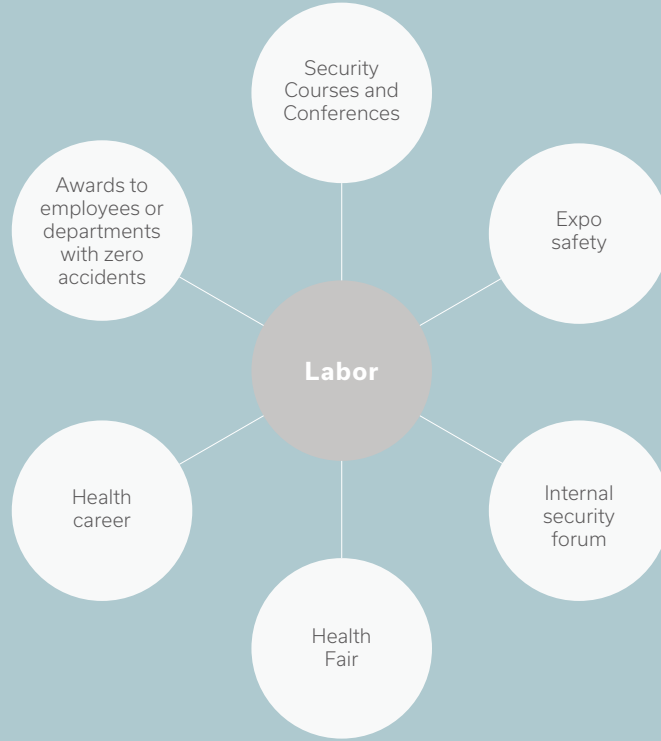 Security
Courses and
Conferences
Awards to
employees or
departments
with zero
accidents
Expo
safety
Labor
Health
career
Internal
security
forum
Health
Fair